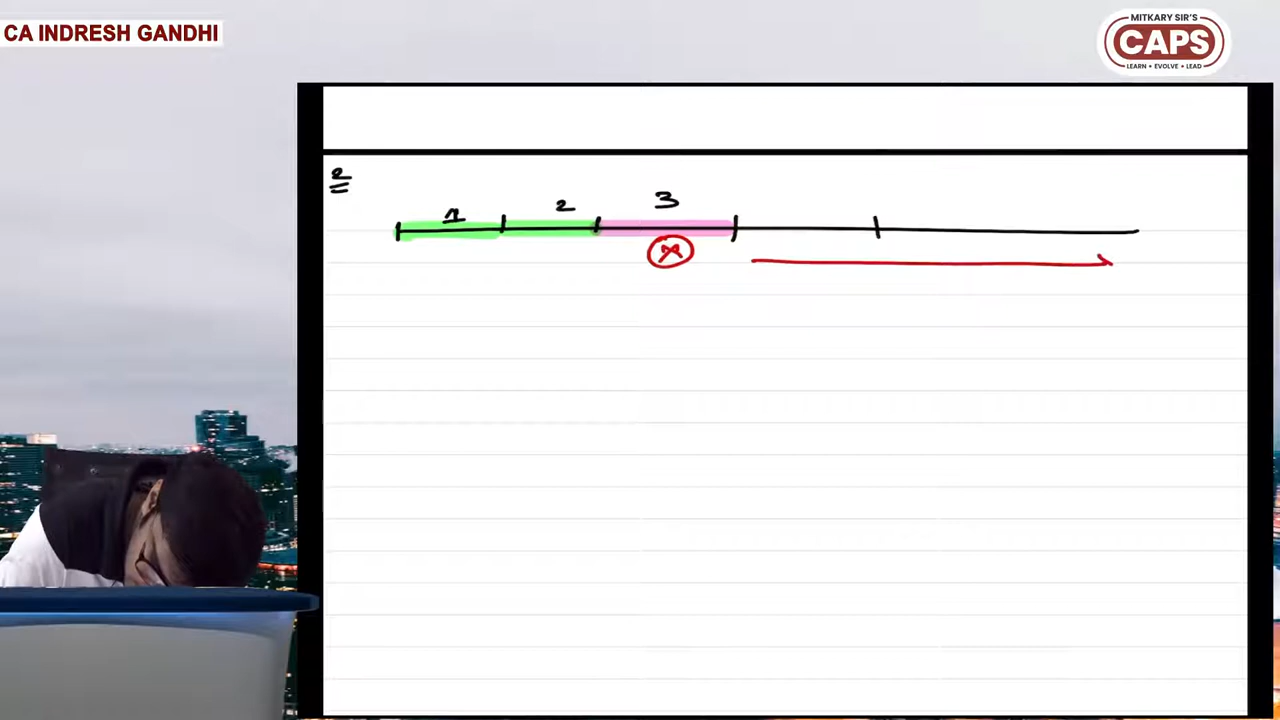 CA INDRESH GANDHI
MITKARY SIR'S
CAPS
LEARN • EVOLVE • LEAD
2
1 2 3